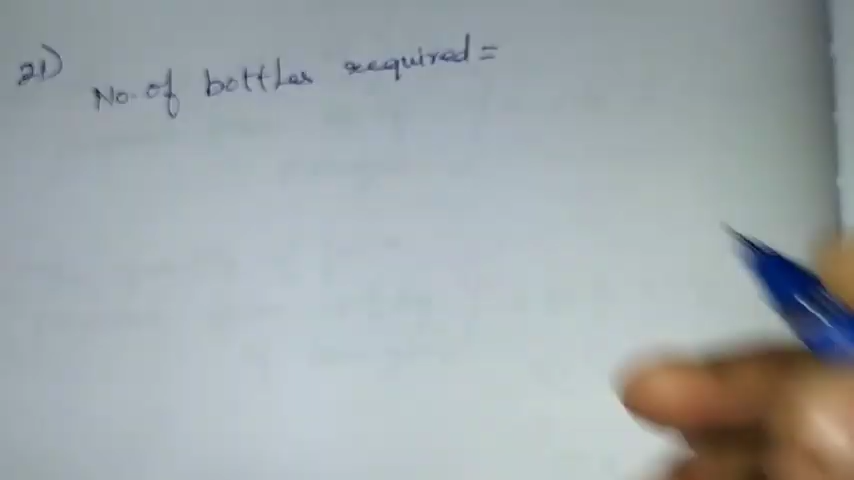 21) No. of bottles required =